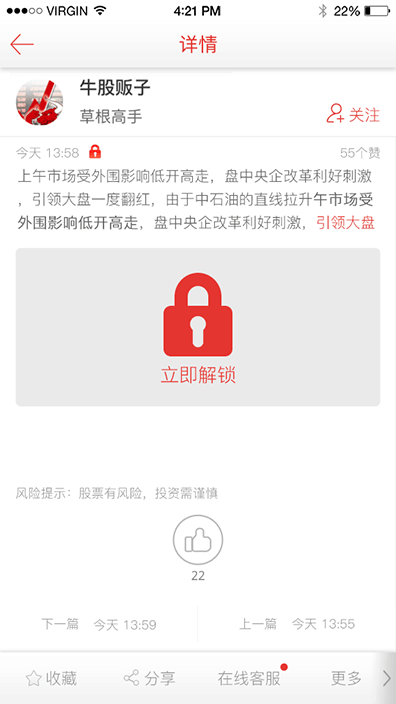 VIRGIN 4:21 PM 22%
详情
牛股贩子
草根高手
关注
今天 13:58 55个赞
上午市场受外围影响低开高走，盘中央企改革利好刺激
，引领大盘一度翻红，由于中石油的直线拉升午市场受
外围影响低开高走，盘中央企改革利好刺激，引领大盘
立即解锁
风险提示：股票有风险，投资需谨慎
22
下一篇 今天 13:59 上一篇 今天 13:55
收藏 分享 在线客服 更多